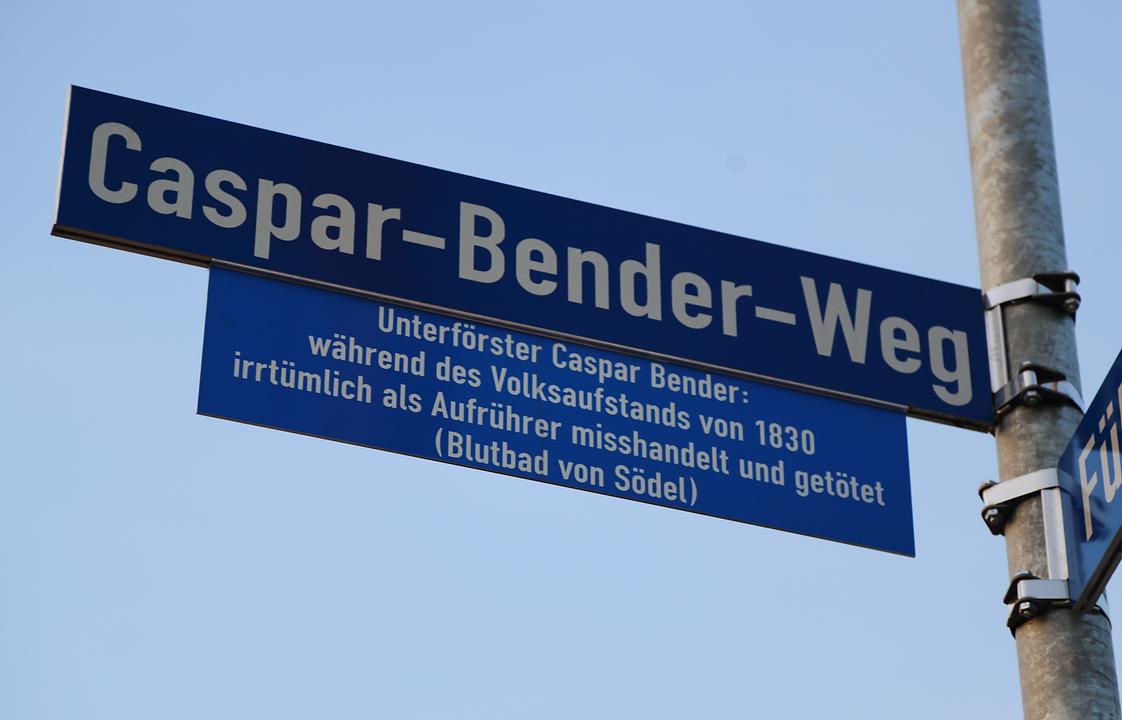 Caspar-Bender-Weg
Unterförster Caspar Bender:
während des Volksaufstands von 1830
irrtümlich als Aufrührer misshandelt und getötet
(Blutbad von Södel)